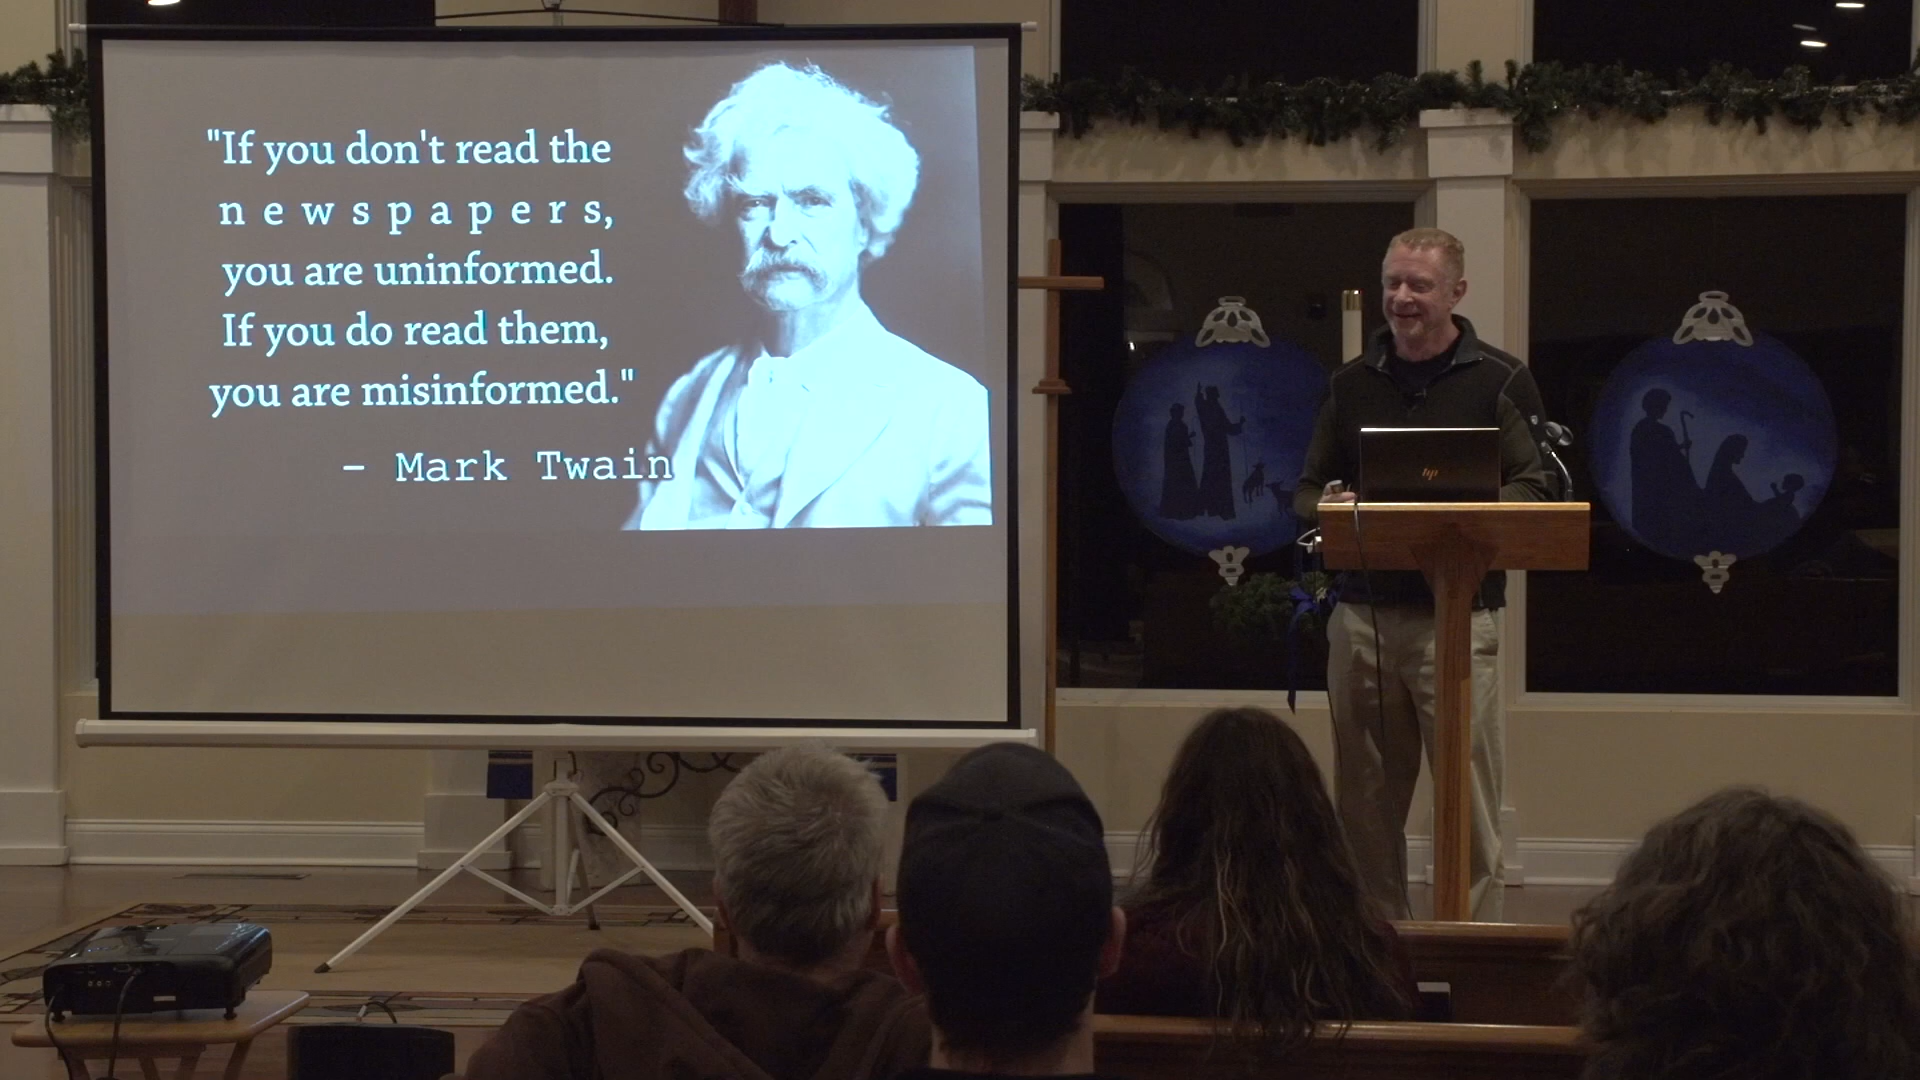 "If you don't read the
newspapers,
you are uninformed.
If you do read them,
you are misinformed."
- Mark Twain
hp